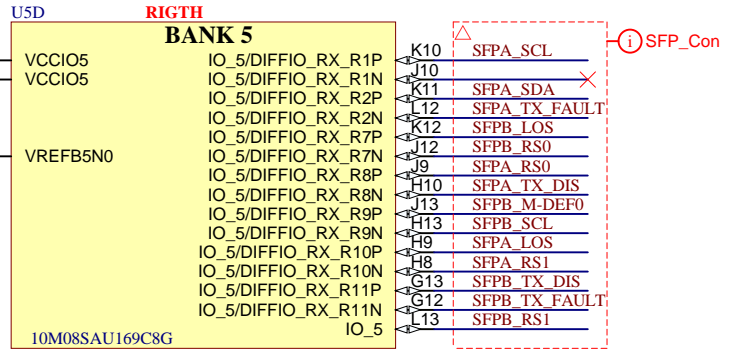 U5D RIGTH
BANK 5
SFP_Con
VCCIO5 IO_5/DIFFIO_RX_R1P K10 SFPA_SCL
VCCIO5 IO_5/DIFFIO_RX_R1N J10
IO_5/DIFFIO_RX_R2P K11 SFPA_SDA
IO_5/DIFFIO_RX_R2N L12 SFPA_TX_FAULT
IO_5/DIFFIO_RX_R7P K12 SFPB_LOS
VREFB5N0 IO_5/DIFFIO_RX_R7N J12 SFPB_RS0
IO_5/DIFFIO_RX_R8P J9 SFPA_RS0
IO_5/DIFFIO_RX_R8N H10 SFPA_TX_DIS
IO_5/DIFFIO_RX_R9P J13 SFPB_M-DEF0
IO_5/DIFFIO_RX_R9N H13 SFPB_SCL
IO_5/DIFFIO_RX_R10P H9 SFPA_LOS
IO_5/DIFFIO_RX_R10N H8 SFPA_RS1
IO_5/DIFFIO_RX_R11P G13 SFPB_TX_DIS
IO_5/DIFFIO_RX_R11N G12 SFPB_TX_FAULT
IO_5 L13 SFPB_RS1
10M08SAU169C8G